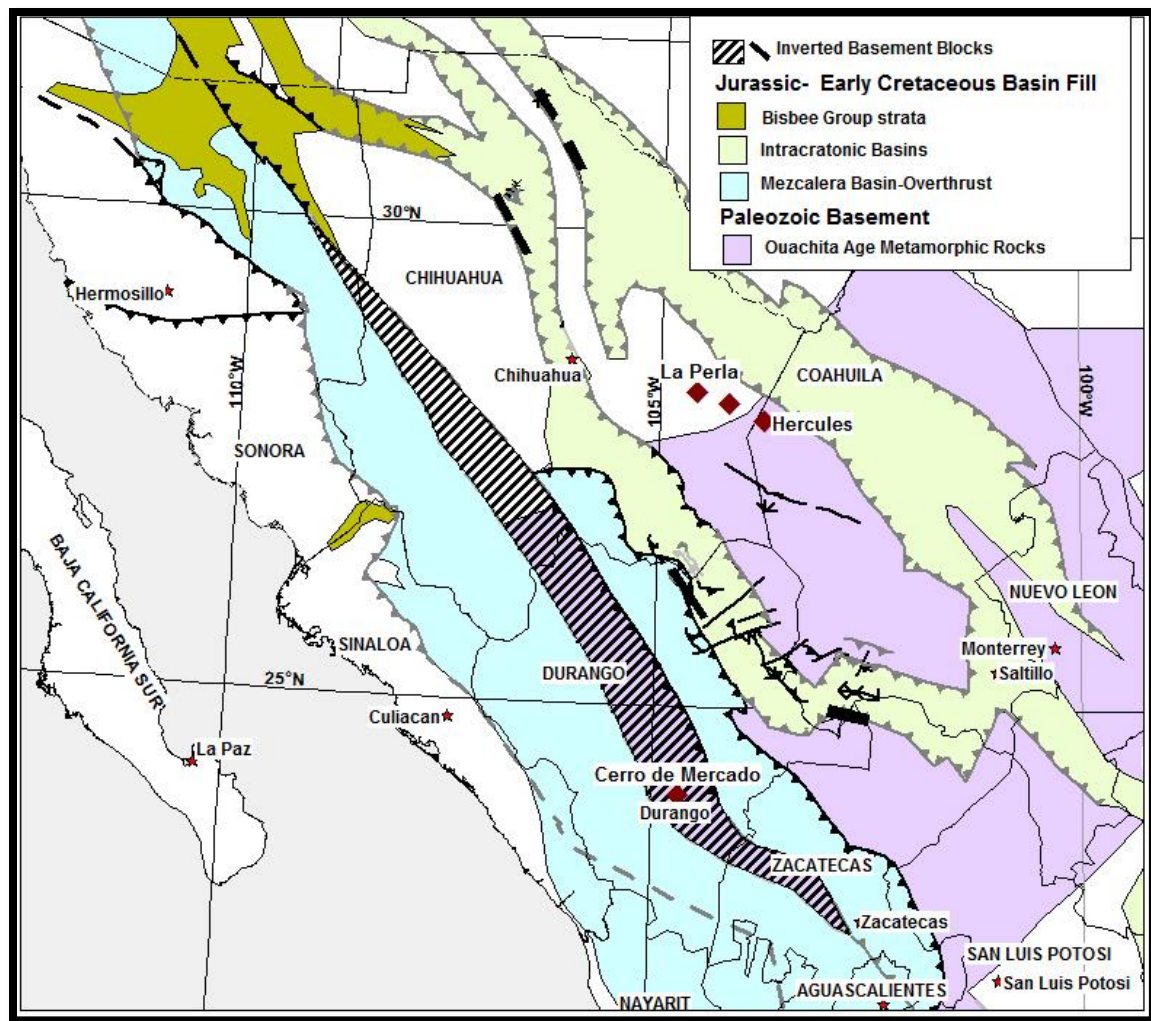 Inverted Basement Blocks
Jurassic- Early Cretaceous Basin Fill
Bisbee Group strata
Intracratonic Basins
Mezcalera Basin-Overthrust
Paleozoic Basement
Ouachita Age Metamorphic Rocks
30°N
CHIHUAHUA
Hermosillo
110°W
Chihuahua
La Perla
105°W
COAHUILA
100°W
Hercules
SONORA
BAJA CALIFORNIA SUR
NUEVO LEON
SINALOA
Monterrey
Saltillo
25°N
DURANGO
Culiacan
La Paz
Cerro de Mercado
Durango
ZACATECAS
Zacatecas
SAN LUIS POTOSI
San Luis Potosi
AGUASCALIENTES
NAYARIT